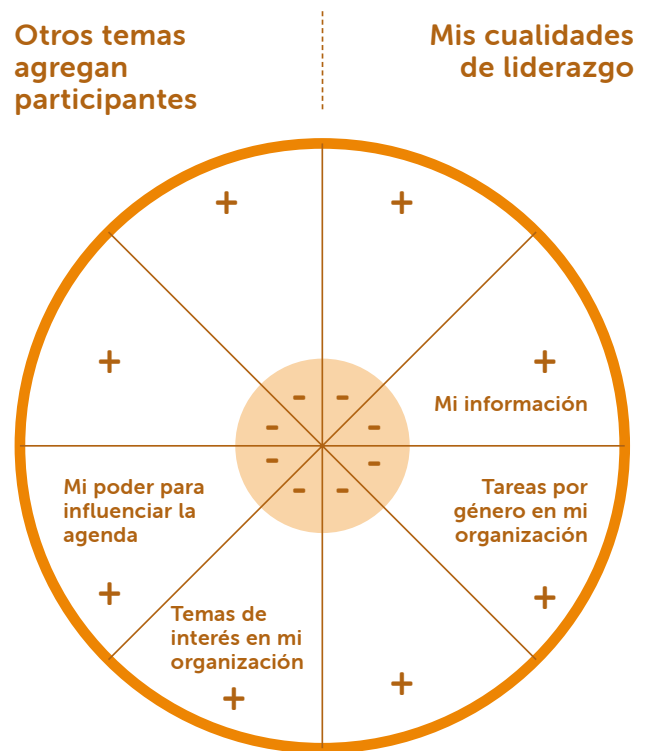 Otros temas
agregan
participantes
Mis cualidades
de liderazgo
+
+
+
+
Mi información
- -
- -
- -
- -
Mi poder para
influenciar la
agenda
Tareas por
género en mi
organización
+
+
Temas de
interés en mi
organización
+
+